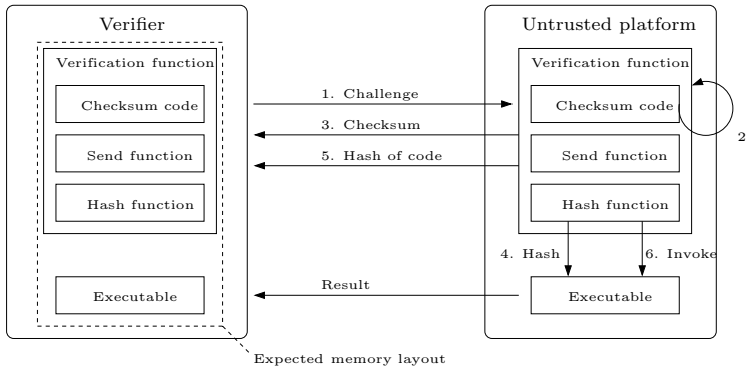 Verifier
Untrusted platform
Verification function
Verification function
Checksum code
1. Challenge
Checksum code
3. Checksum
2
Send function
5. Hash of code
Send function
Hash function
Hash function
4. Hash
6. Invoke
Executable
Result
Executable
Expected memory layout